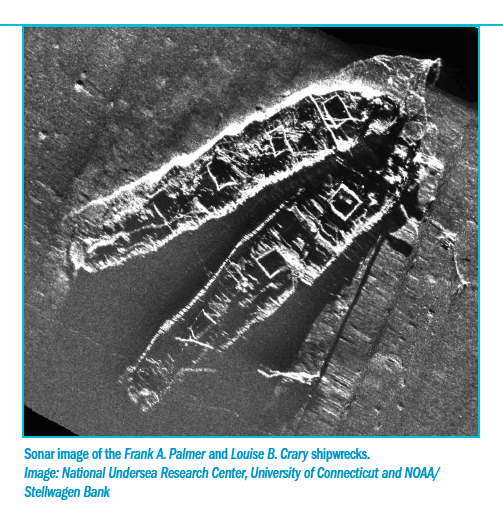 Sonar image of the Frank A. Palmer and Louise B. Crary shipwrecks.
Image: National Undersea Research Center, University of Connecticut and NOAA/
Stellwagen Bank